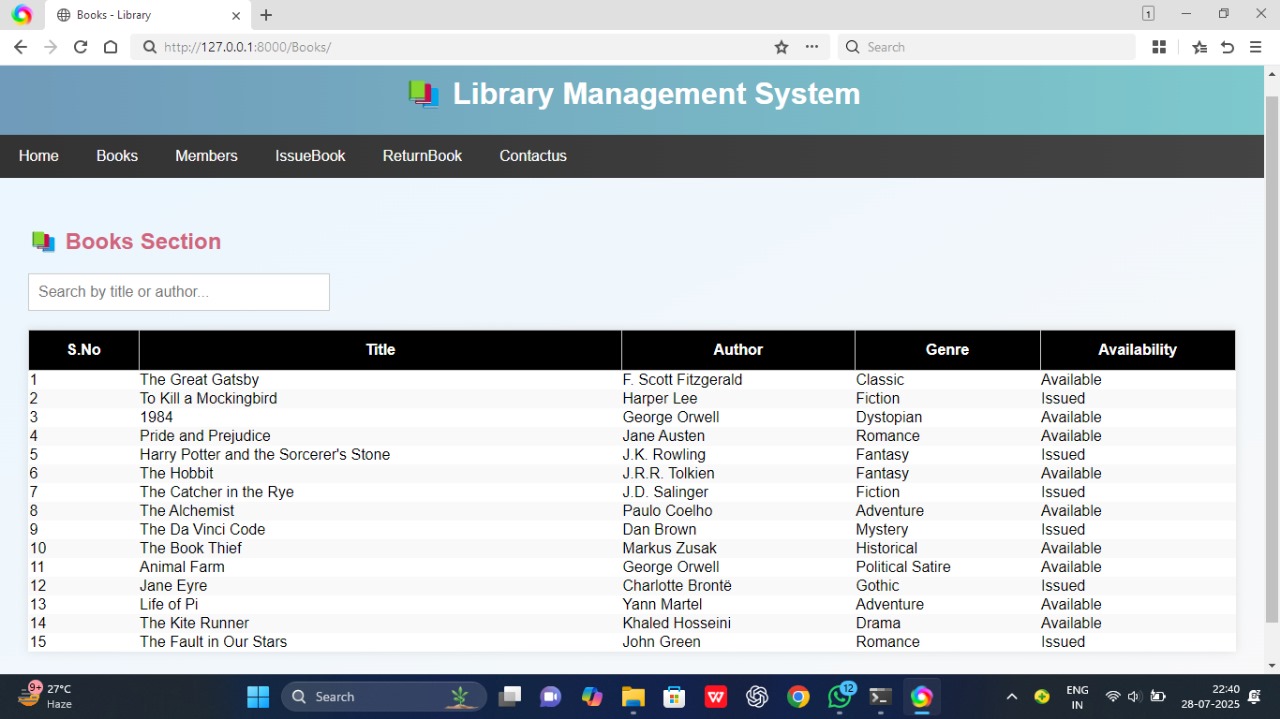 Books - Library
1
http://127.0.0.1:8000/Books/
Search
Library Management System
Home Books Members IssueBook ReturnBook Contactus
Books Section
Search by title or author...
S.No Title Author Genre Availability
1 The Great Gatsby F. Scott Fitzgerald Classic Available
2 To Kill a Mockingbird Harper Lee Fiction Issued
3 1984 George Orwell Dystopian Available
4 Pride and Prejudice Jane Austen Romance Available
5 Harry Potter and the Sorcerer's Stone J.K. Rowling Fantasy Issued
6 The Hobbit J.R.R. Tolkien Fantasy Available
7 The Catcher in the Rye J.D. Salinger Fiction Issued
8 The Alchemist Paulo Coelho Adventure Available
9 The Da Vinci Code Dan Brown Mystery Issued
10 The Book Thief Markus Zusak Historical Available
11 Animal Farm George Orwell Political Satire Available
12 Jane Eyre Charlotte Brontë Gothic Issued
13 Life of Pi Yann Martel Adventure Available
14 The Kite Runner Khaled Hosseini Drama Available
15 The Fault in Our Stars John Green Romance Issued
9+ 27°C
Haze
Search
W
12
ENG
IN
22:40
28-07-2025